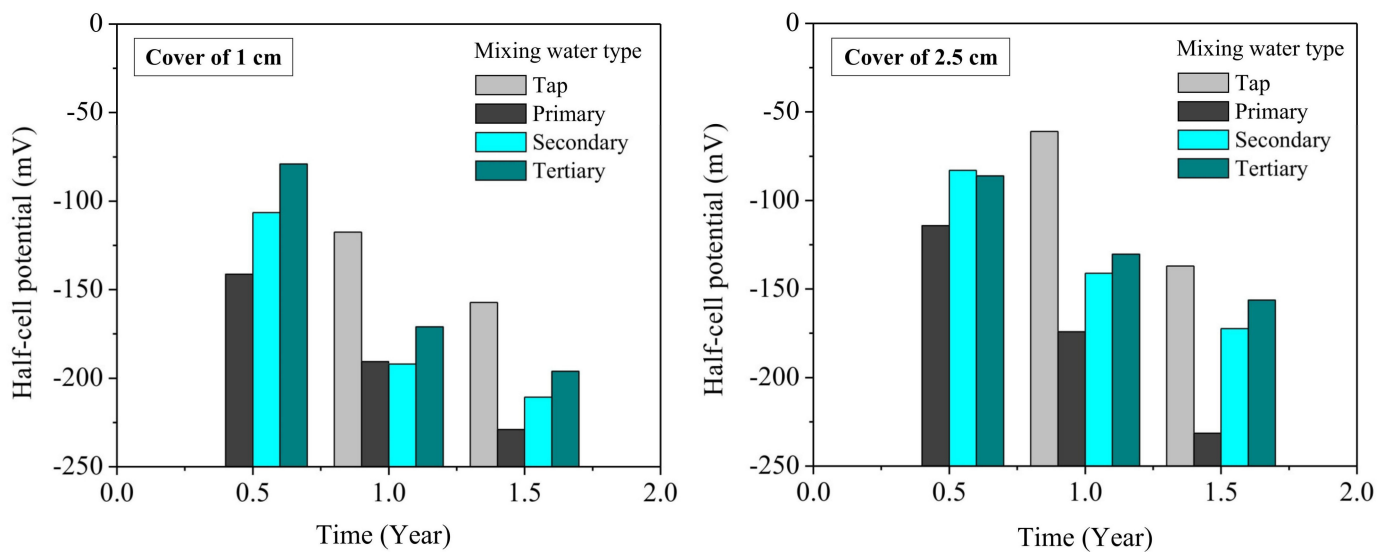 Cover of 1 cm
Mixing water type
Tap
Primary
Secondary
Tertiary
Half-cell potential (mV)
0
-50
-100
-150
-200
-250
0.0
0.5
1.0
1.5
2.0
Time (Year)
Cover of 2.5 cm
Mixing water type
Tap
Primary
Secondary
Tertiary
Half-cell potential (mV)
0
-50
-100
-150
-200
-250
0.0
0.5
1.0
1.5
2.0
Time (Year)